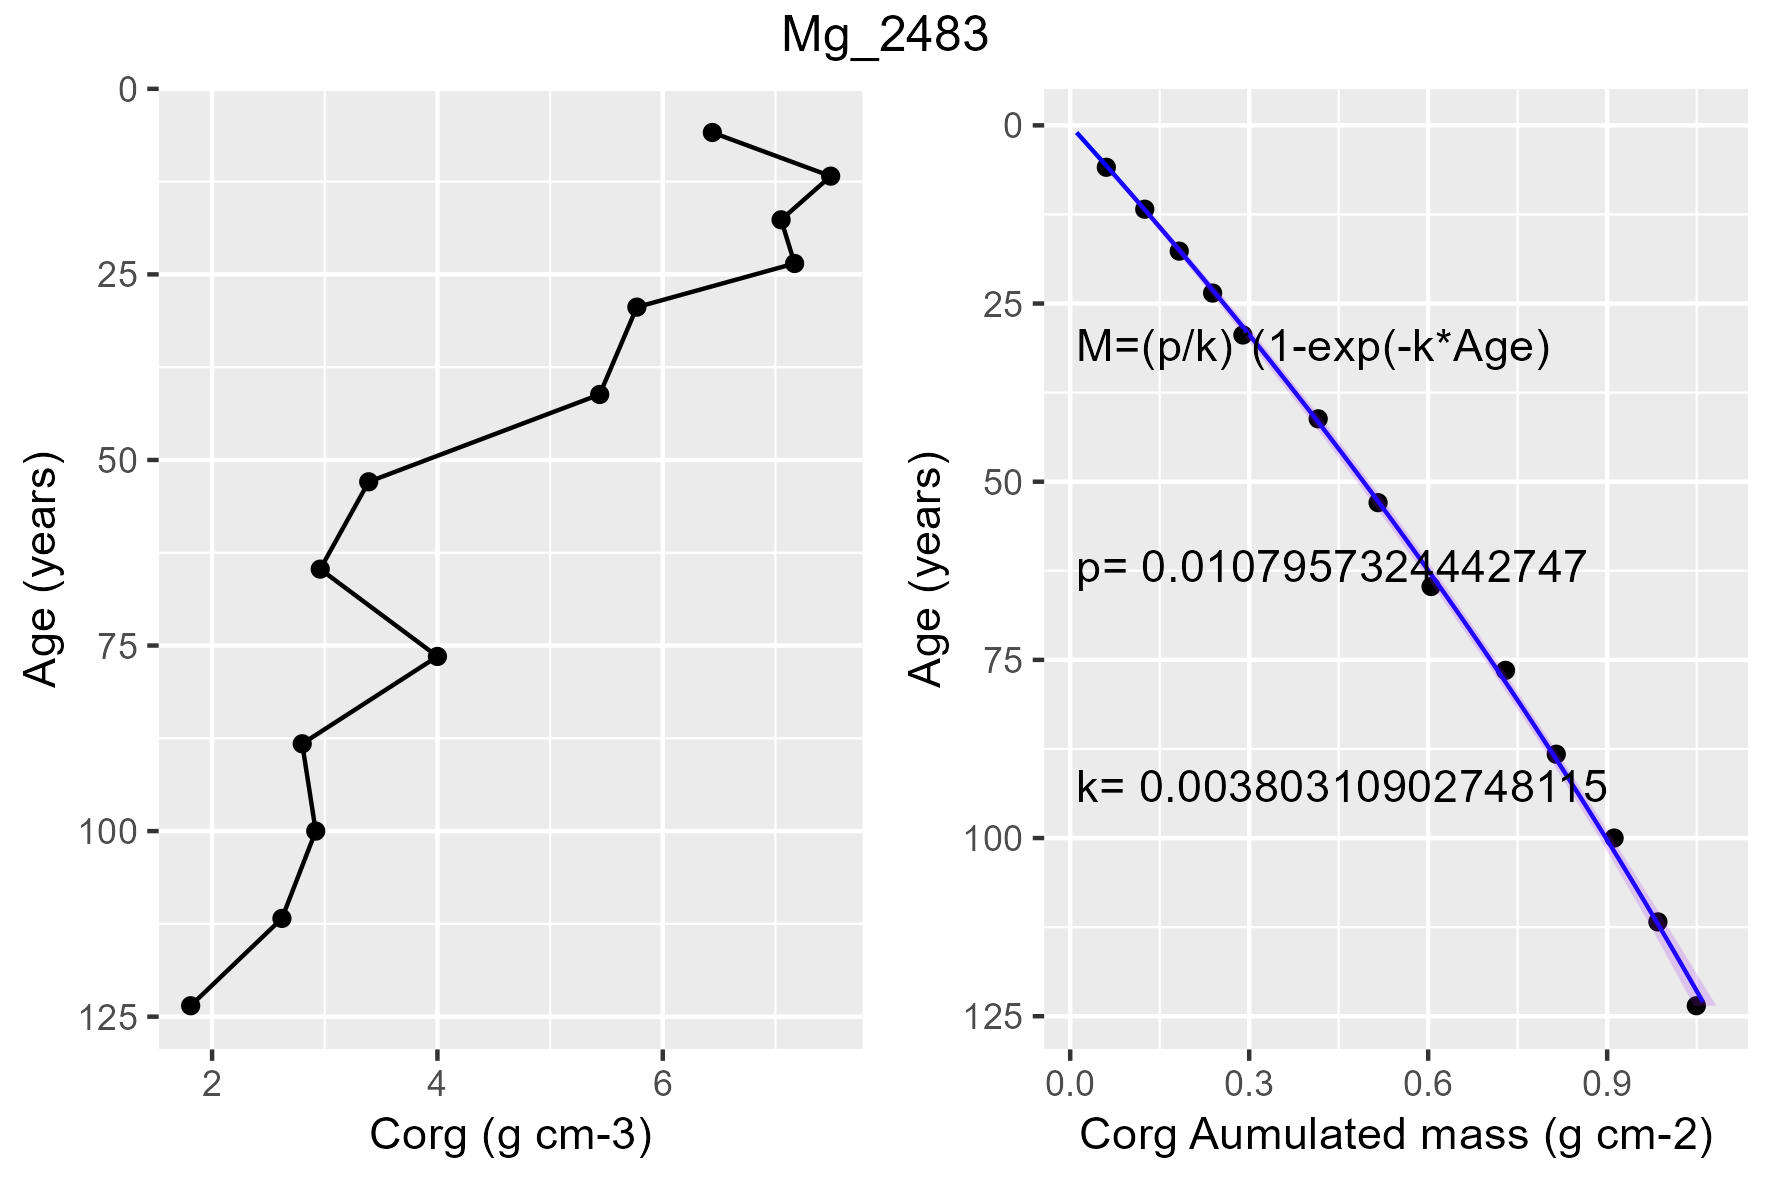 Mg_2483
0
25
50
75
100
125
Age (years)
2 4 6
Corg (g cm-3)
0
25
50
75
100
125
Age (years)
M=(p/k)*(1-exp(-k*Age)
p= 0.0107957324442747
k= 0.00380310902748115
0.0 0.3 0.6 0.9
Corg Aumulated mass (g cm-2)